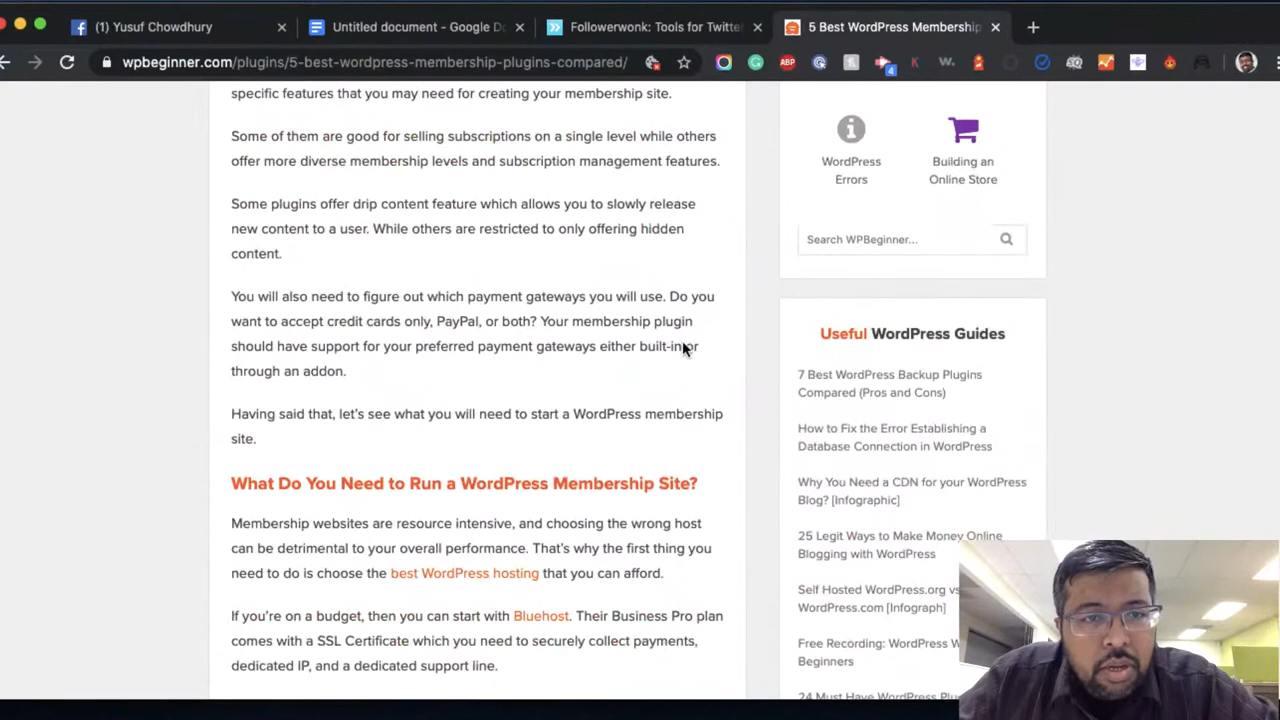 (1) Yusuf Chowdhury
Untitled document - Google Do
Followerwonk: Tools for Twitte
5 Best WordPress Membership
wpbeginner.com/plugins/5-best-wordpress-membership-plugins-compared/
ABP
4
specific features that you may need for creating your membership site.
Some of them are good for selling subscriptions on a single level while others
offer more diverse membership levels and subscription management features.
Some plugins offer drip content feature which allows you to slowly release
new content to a user. While others are restricted to only offering hidden
content.
You will also need to figure out which payment gateways you will use. Do you
want to accept credit cards only, PayPal, or both? Your membership plugin
should have support for your preferred payment gateways either built-in or
through an addon.
Having said that, let's see what you will need to start a WordPress membership
site.
What Do You Need to Run a WordPress Membership Site?
Membership websites are resource intensive, and choosing the wrong host
can be detrimental to your overall performance. That's why the first thing you
need to do is choose the best WordPress hosting that you can afford.
If you're on a budget, then you can start with Bluehost. Their Business Pro plan
comes with a SSL Certificate which you need to securely collect payments,
dedicated IP, and a dedicated support line.
WordPress
Errors
Building an
Online Store
Search WPBeginner...
Useful WordPress Guides
7 Best WordPress Backup Plugins
Compared (Pros and Cons)
How to Fix the Error Establishing a
Database Connection in WordPress
Why You Need a CDN for your WordPress
Blog? [Infographic]
25 Legit Ways to Make Money Online
Blogging with WordPress
Self Hosted WordPress.org vs
WordPress.com [Infograph]
Free Recording: WordPress W
Beginners
24 Must Have WordPress Plu